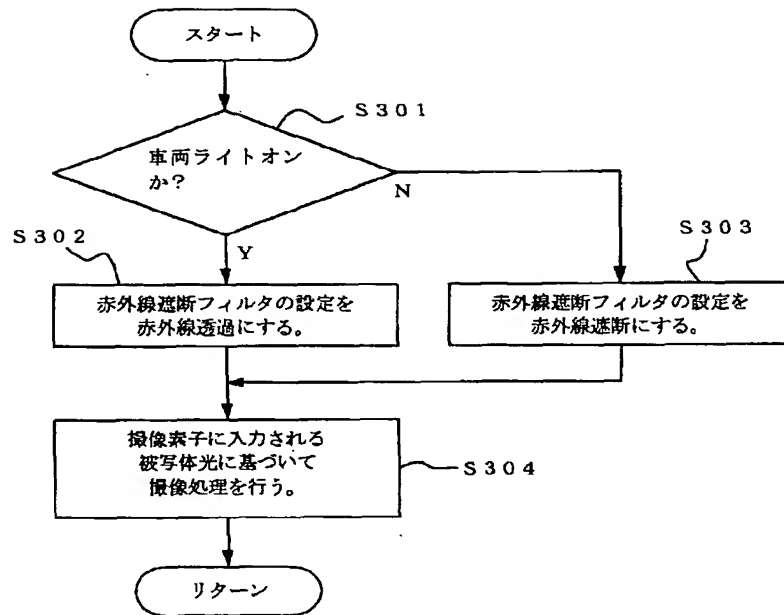 スタート
S301
車両ライトオン
か?
N
Y
S302
S303
赤外線遮断フィルタの設定を
赤外線透過にする。
赤外線遮断フィルタの設定を
赤外線遮断にする。
撮像素子に入力される
被写体光に基づいて
撮像処理を行う。
S304
リターン